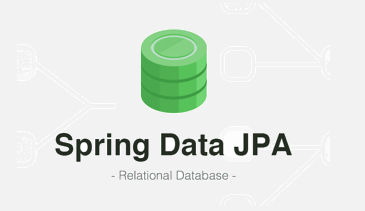 Spring Data JPA
- Relational Database -